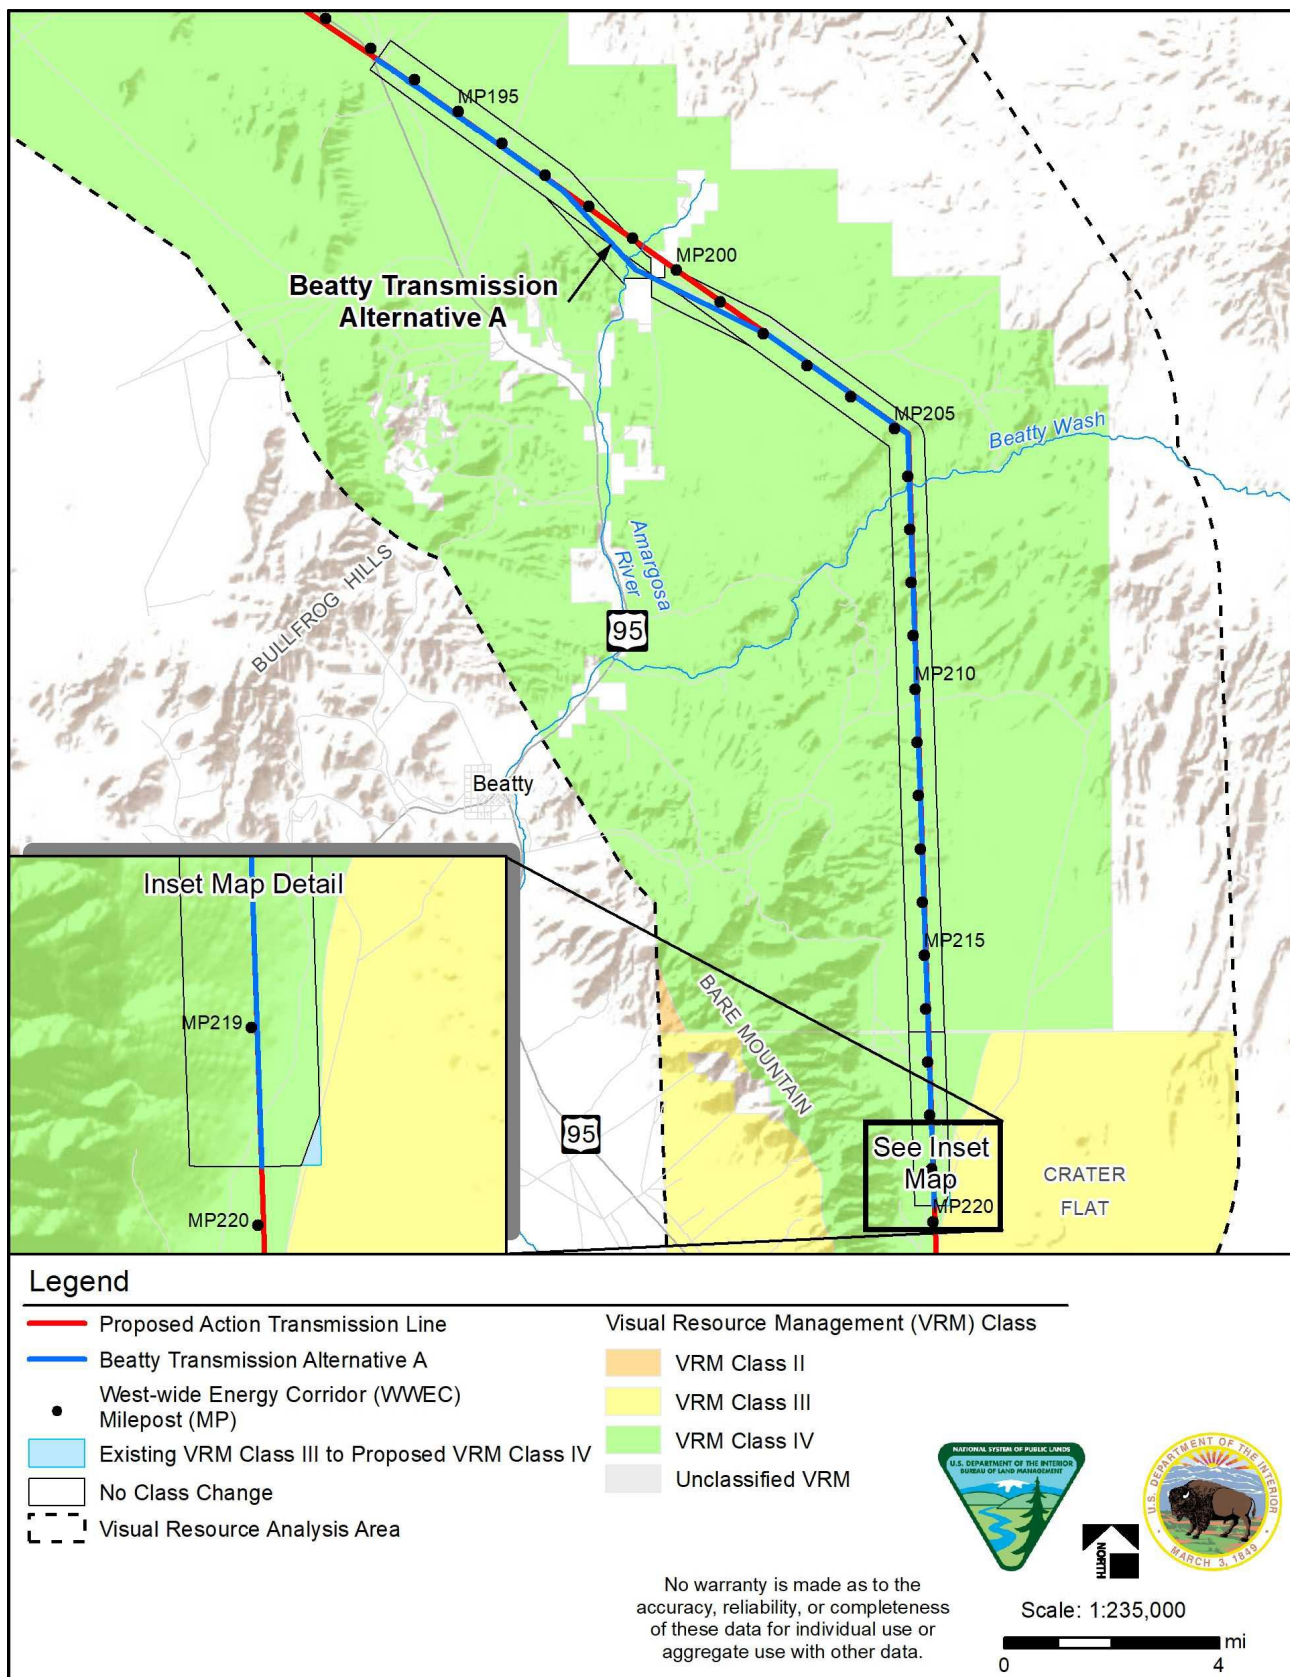 MP195
MP200
Beatty Transmission
Alternative A
MP205
Beatty Wash
Amargosa
River
BULLFROG HILLS
95
MP210
Beatty
Inset Map Detail
MP215
BARE MOUNTAIN
MP219
95
See Inset
Map
CRATER
FLAT
MP220
MP220
Legend
Proposed Action Transmission Line
Beatty Transmission Alternative A
West-wide Energy Corridor (WWEC)
Milepost (MP)
Existing VRM Class III to Proposed VRM Class IV
No Class Change
Visual Resource Analysis Area
Visual Resource Management (VRM) Class
VRM Class II
VRM Class III
VRM Class IV
Unclassified VRM
NATIONAL SYSTEM OF PUBLIC LANDS
U.S. DEPARTMENT OF THE INTERIOR
BUREAU OF LAND MANAGEMENT
U.S. DEPARTMENT OF THE INTERIOR
MARCH 3, 1849
NORTH
No warranty is made as to the
accuracy, reliability, or completeness
of these data for individual use or
aggregate use with other data.
Scale: 1:235,000
mi
0 4